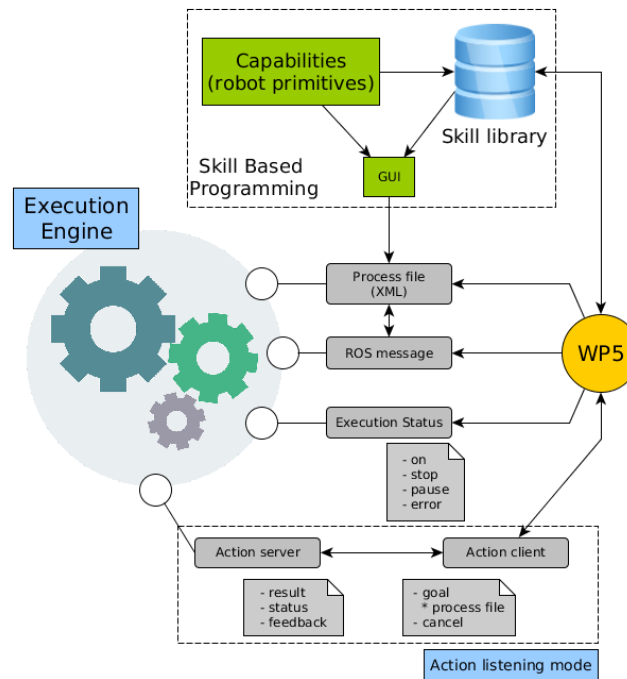 Capabilities
(robot primitives)
Skill library
Skill Based
Programming
GUI
Execution
Engine
Process file
(XML)
ROS message
WP5
Execution Status
- on
- stop
- pause
- error
Action server
Action client
- result
- status
- feedback
- goal
* process file
- cancel
Action listening mode